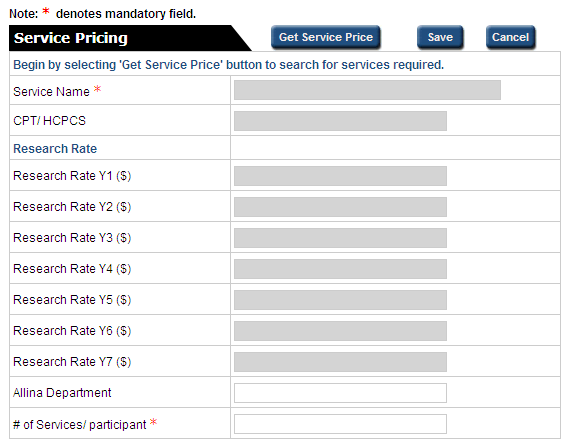 Note: * denotes mandatory field.
Service Pricing Get Service Price Save Cancel
Begin by selecting 'Get Service Price' button to search for services required.
Service Name *
CPT/ HCPCS
Research Rate
Research Rate Y1 ($)
Research Rate Y2 ($)
Research Rate Y3 ($)
Research Rate Y4 ($)
Research Rate Y5 ($)
Research Rate Y6 ($)
Research Rate Y7 ($)
Allina Department
# of Services/ participant *